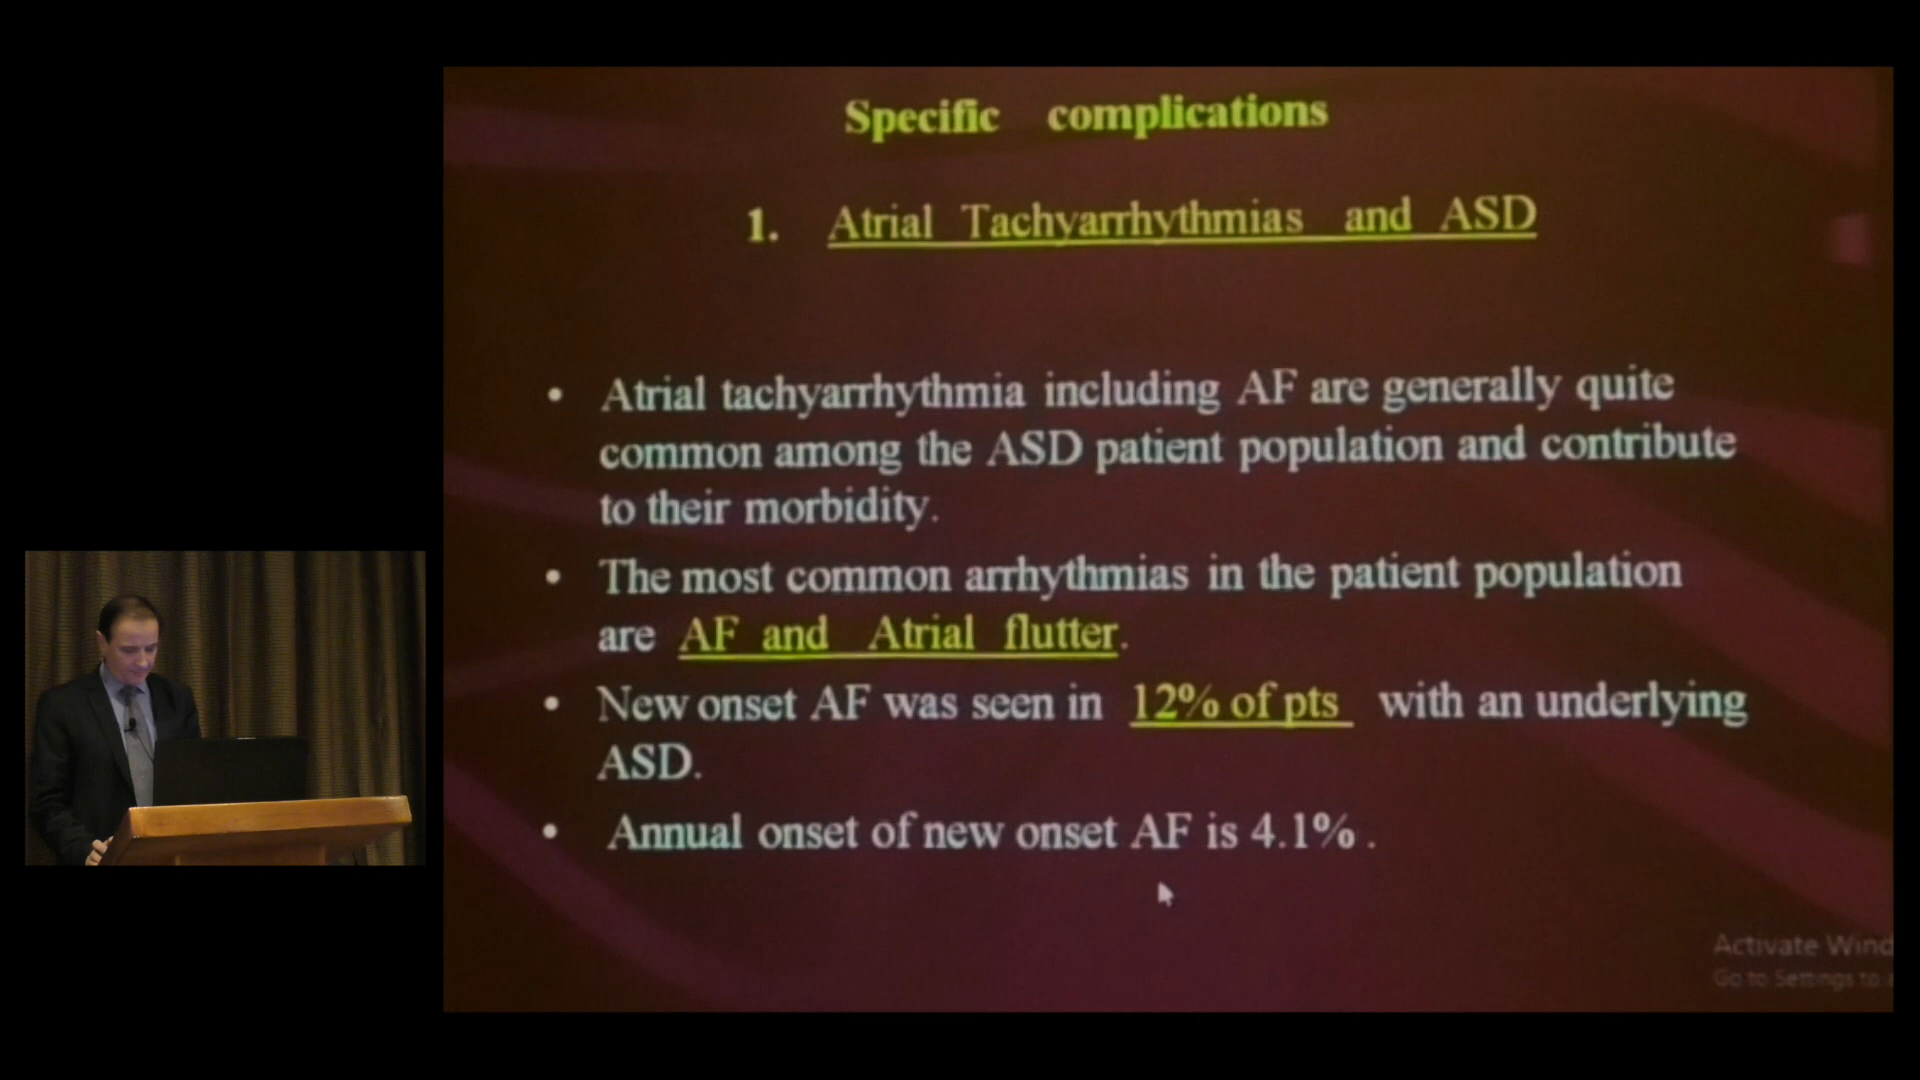 Specific complications
1. Atrial Tachyarrhythmias and ASD
• Atrial tachyarrhythmia including AF are generally quite
common among the ASD patient population and contribute
to their morbidity.
• The most common arrhythmias in the patient population
are AF and Atrial flutter.
• New onset AF was seen in 12% of pts with an underlying
ASD.
• Annual onset of new onset AF is 4.1% .
Activate Wind
Go to Settings to a